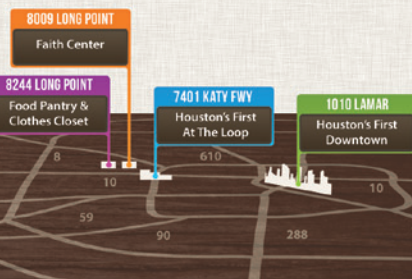 8009 LONG POINT
Faith Center
8244 LONG POINT
Food Pantry &
Clothes Closet
7401 KATY FWY
Houston's First
At The Loop
1010 LAMAR
Houston's First
Downtown
8
610
10
10
59
90
288